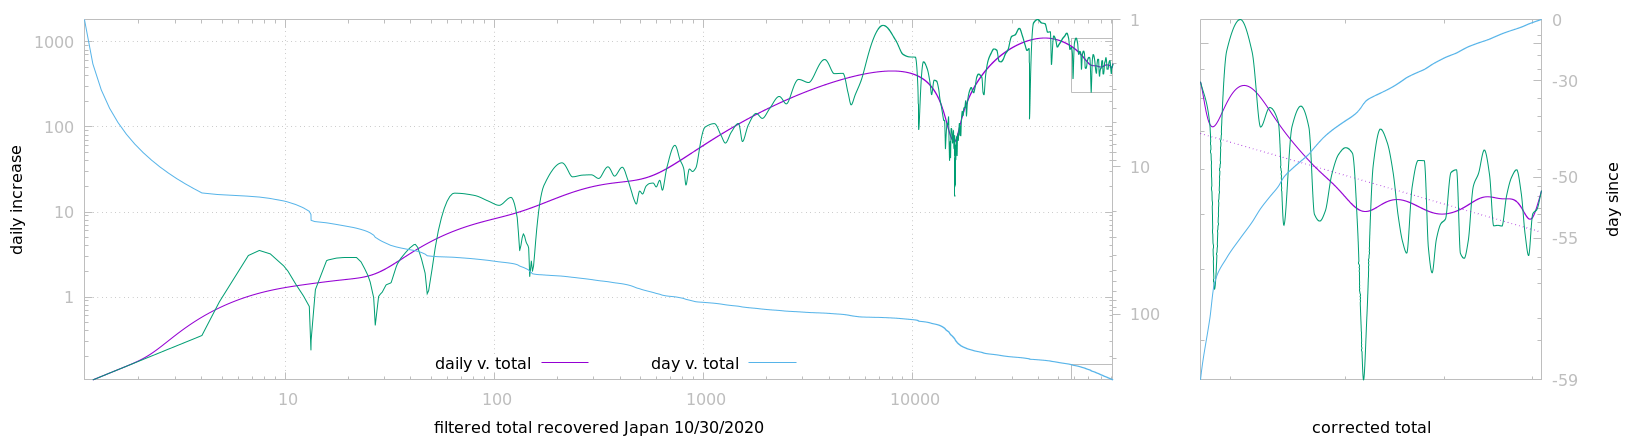 1000
100
10
1
daily increase
daily v. total
day v. total
10
100
1000
10000
filtered total recovered Japan 10/30/2020
1
10
100
0
-30
-50
-55
-59
day since
corrected total